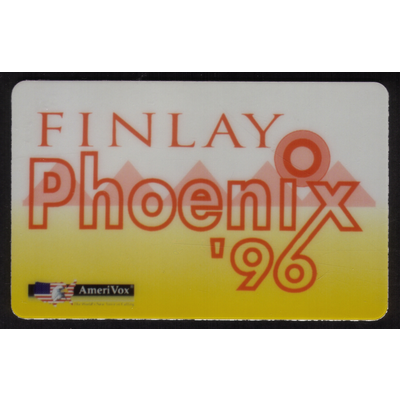 FINLAY
Phoenix
'96
AmeriVox